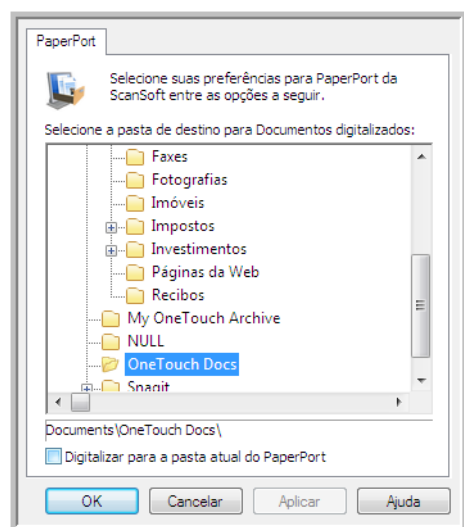 PaperPort
Selecione suas preferências para PaperPort da
ScanSoft entre as opções a seguir.
Selecione a pasta de destino para Documentos digitalizados:
Faxes
Fotografias
Imóveis
Impostos
Investimentos
Páginas da Web
Recibos
My OneTouch Archive
NULL
OneTouch Docs
Snagit
Documents\OneTouch Docs\
Digitalizar para a pasta atual do PaperPort
OK Cancelar Aplicar Ajuda